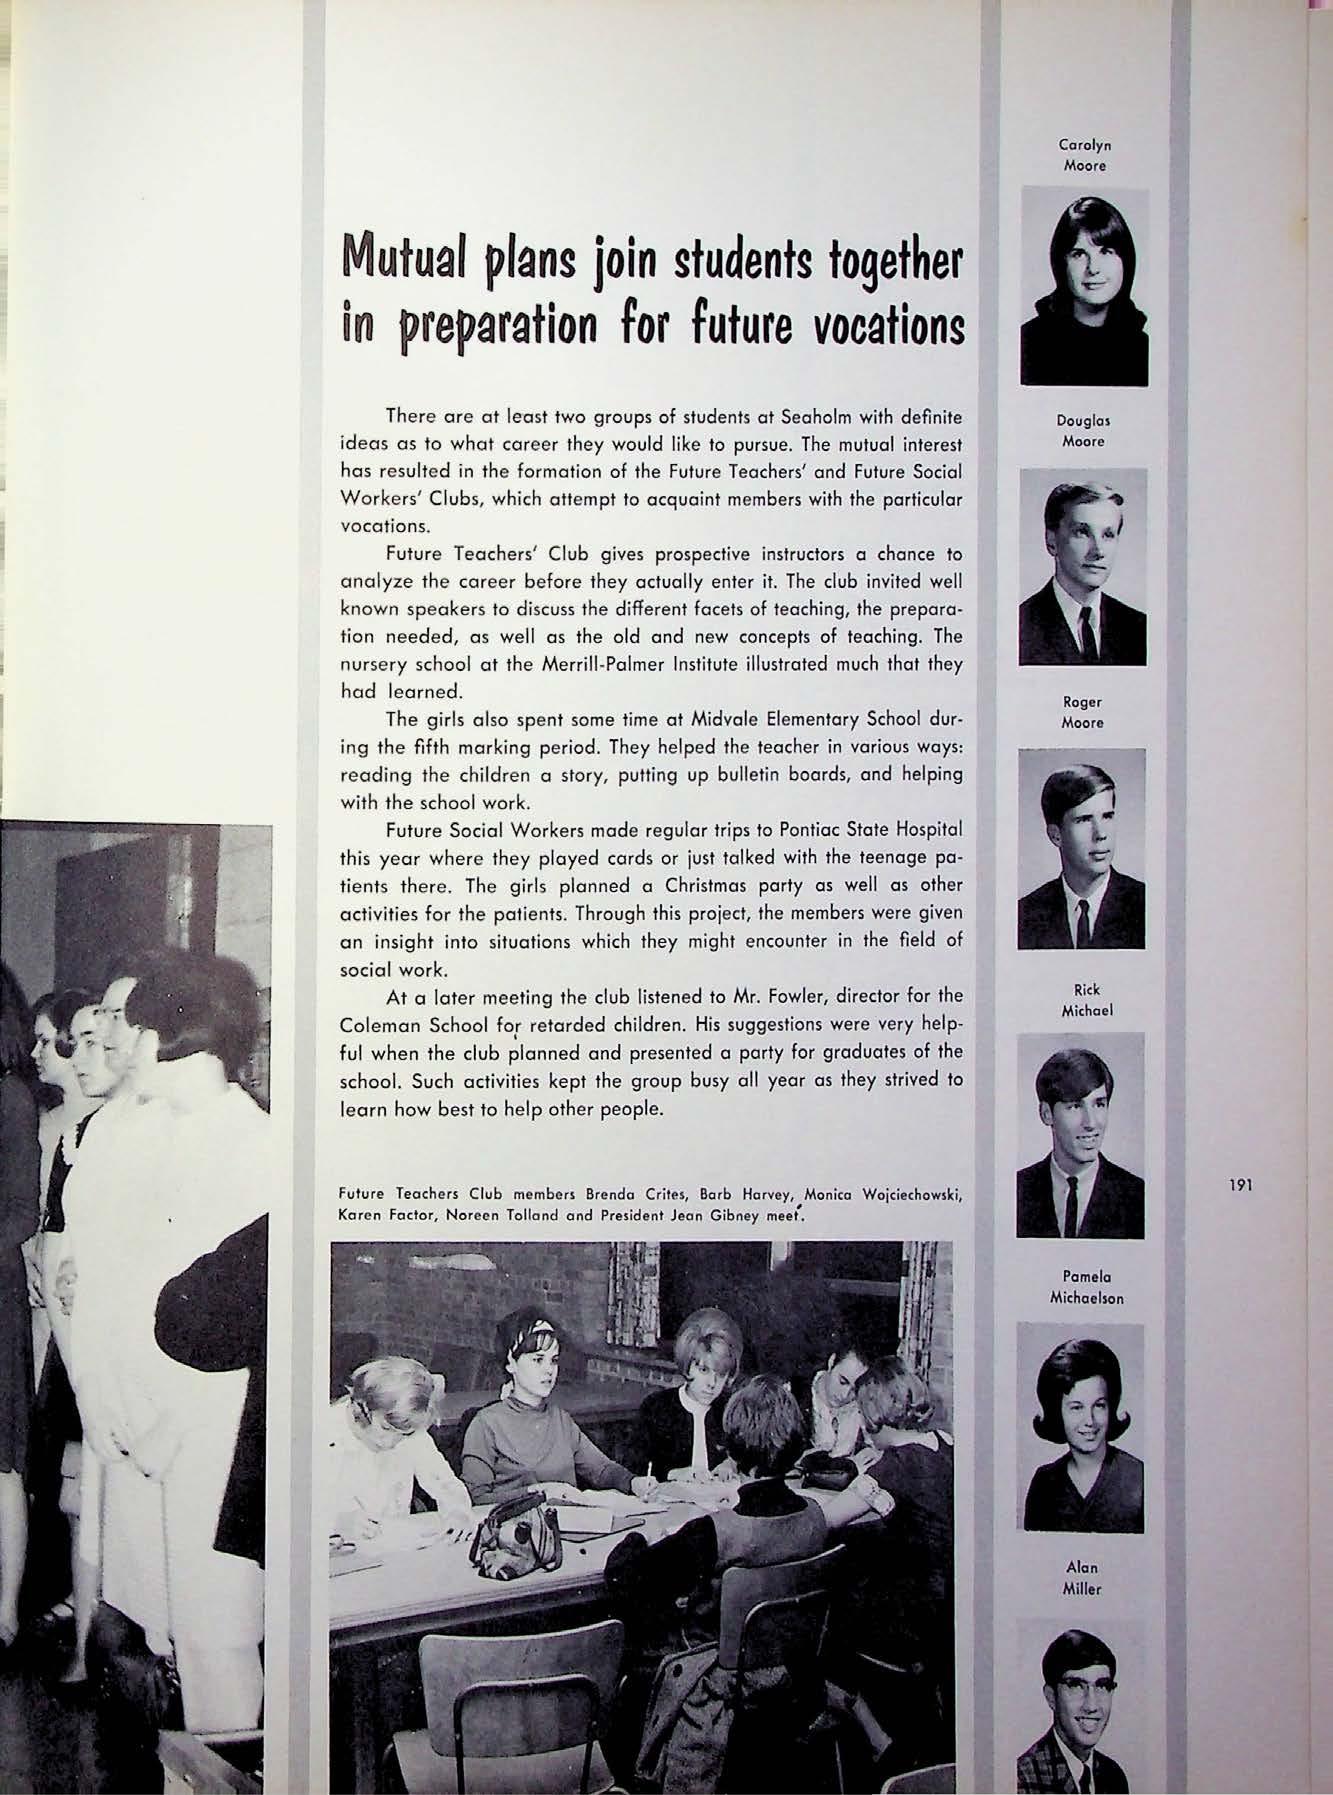 Mutual plans join students together
in preparation for future vocations
There are at least two groups of students at Seaholm with definite
ideas as to what career they would like to pursue. The mutual interest
has resulted in the formation of the Future Teachers' and Future Social
Workers' Clubs, which attempt to acquaint members with the particular
vocations.
Future Teachers' Club gives prospective instructors a chance to
analyze the career before they actually enter it. The club invited well
known speakers to discuss the different facets of teaching, the prepara-
tion needed, as well as the old and new concepts of teaching. The
nursery school at the Merrill-Palmer Institute illustrated much that they
had learned.
The girls also spent some time at Midvale Elementary School dur-
ing the fifth marking period. They helped the teacher in various ways:
reading the children a story, putting up bulletin boards, and helping
with the school work.
Future Social Workers made regular trips to Pontiac State Hospital
this year where they played cards or just talked with the teenage pa-
tients there. The girls planned a Christmas party as well as other
activities for the patients. Through this project, the members were given
an insight into situations which they might encounter in the field of
social work.
At a later meeting the club listened to Mr. Fowler, director for the
Coleman School for retarded children. His suggestions were very help-
ful when the club planned and presented a party for graduates of the
school. Such activities kept the group busy all year as they strived to
learn how best to help other people.
Future Teachers Club members Brenda Crites, Barb Harvey, Monica Wojciechowski,
Karen Factor, Noreen Tolland and President Jean Gibney meet.
Carolyn
Moore
Douglas
Moore
Roger
Moore
Rick
Michael
Pamela
Michaelson
Alan
Miller
191